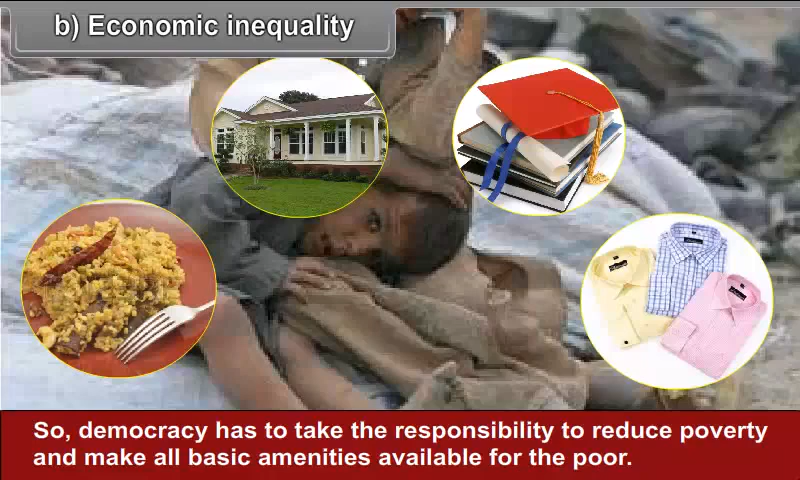 b) Economic inequality
So, democracy has to take the responsibility to reduce poverty
and make all basic amenities available for the poor.